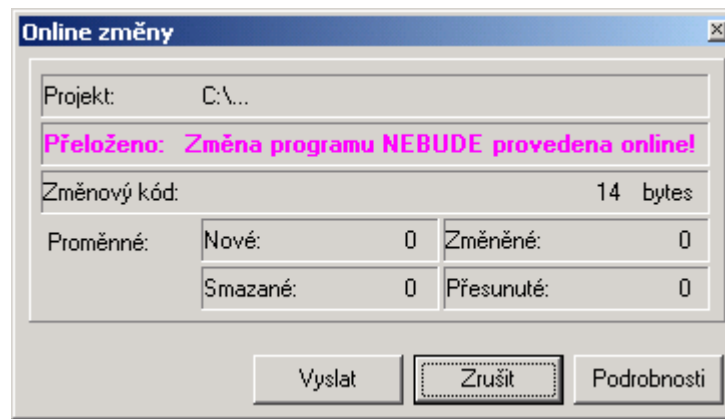 Online změny
Projekt: C:\...
Přeloženo: Změna programu NEBUDE provedena online!
Změnový kód: 14 bytes
Proměnné: Nové: 0 Změněné: 0
Smazané: 0 Přesunuté: 0
Vyslat Zrušit Podrobnosti